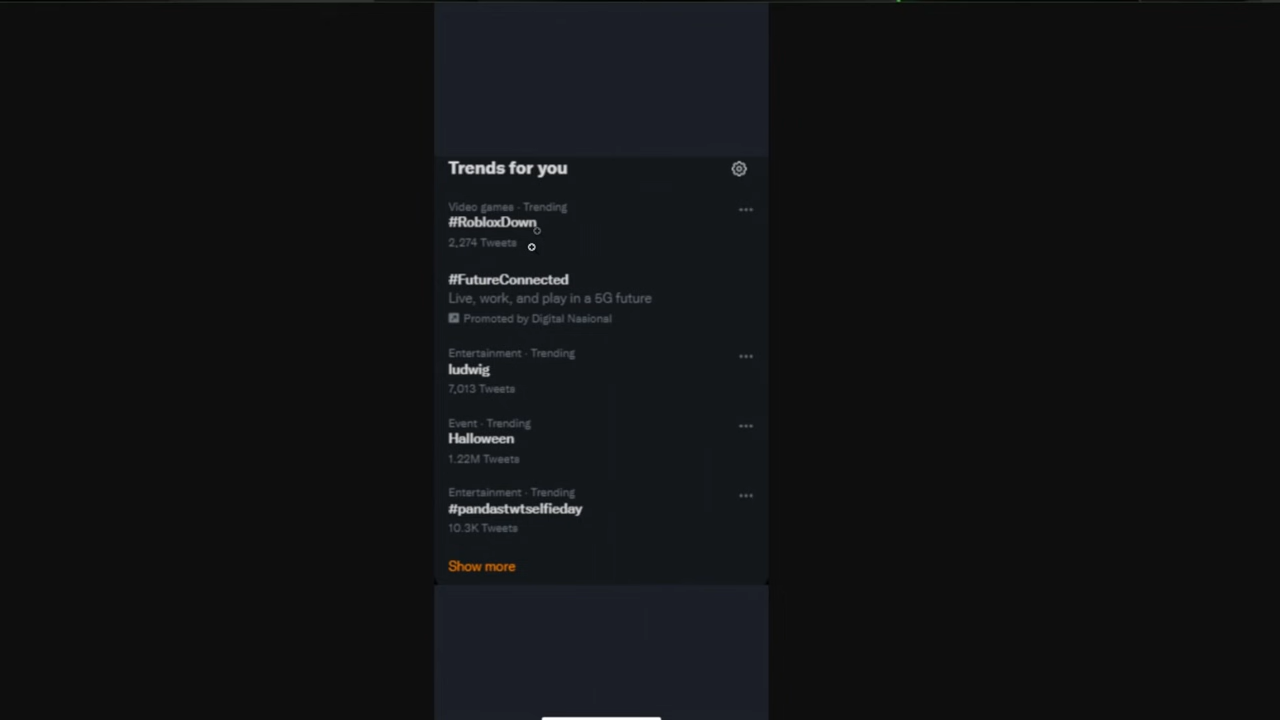 Trends for you
Video games · Trending
#RobloxDown
2,274 Tweets
#FutureConnected
Live, work, and play in a 5G future
Promoted by Digital Nasional
Entertainment · Trending
ludwig
7,013 Tweets
Event · Trending
Halloween
1.22M Tweets
Entertainment · Trending
#pandastwtselfieday
10.3K Tweets
Show more